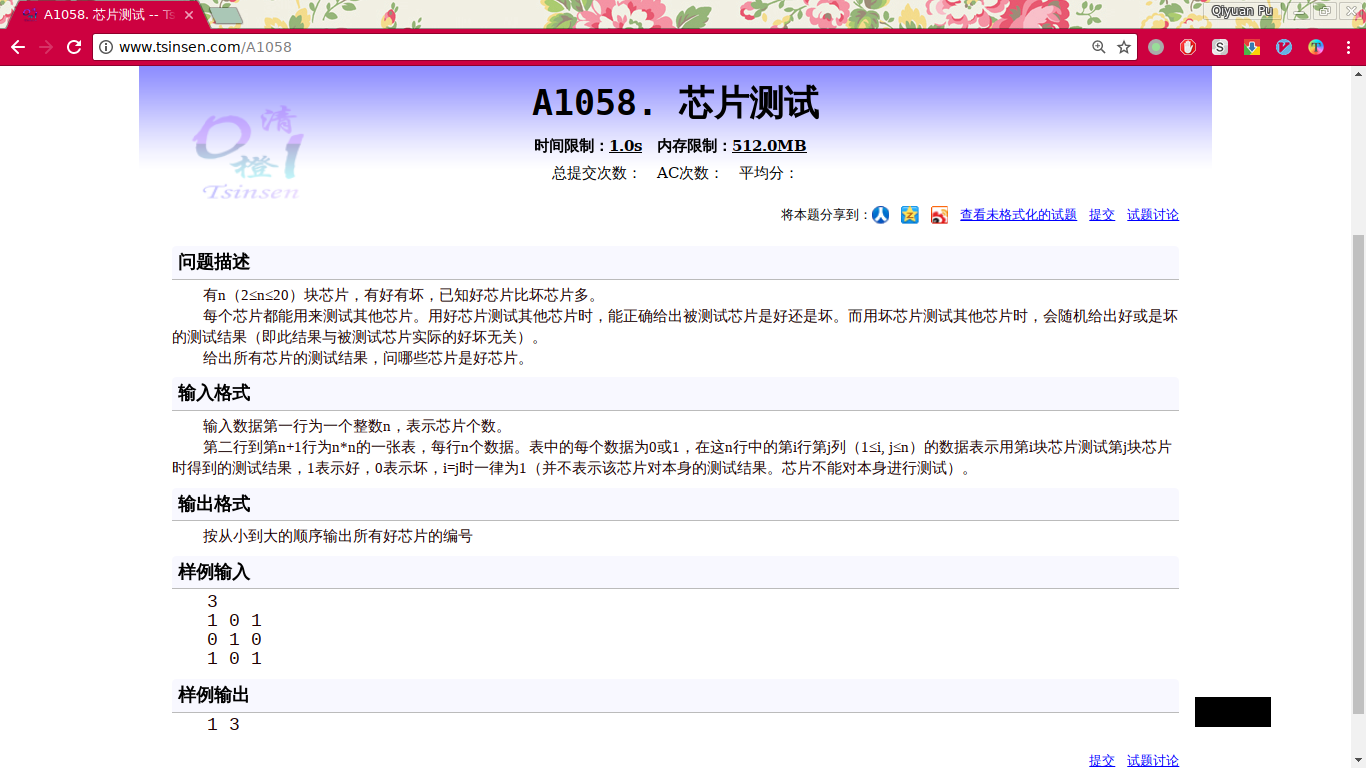 A1058. 芯片测试 -- Ts
Qiyuan Pu
www.tsinsen.com/A1058
清
橙
Tsinsen
A1058. 芯片测试
时间限制：1.0s 内存限制：512.0MB
总提交次数： AC次数： 平均分：
将本题分享到： 查看未格式化的试题 提交 试题讨论
问题描述
有n（2≤n≤20）块芯片，有好有坏，已知好芯片比坏芯片多。
每个芯片都能用来测试其他芯片。用好芯片测试其他芯片时，能正确给出被测试芯片是好还是坏。而用坏芯片测试其他芯片时，会随机给出好或是坏
的测试结果（即此结果与被测试芯片实际的好坏无关）。
给出所有芯片的测试结果，问哪些芯片是好芯片。
输入格式
输入数据第一行为一个整数n，表示芯片个数。
第二行到第n+1行为n*n的一张表，每行n个数据。表中的每个数据为0或1，在这n行中的第i行第j列（1≤i, j≤n）的数据表示用第i块芯片测试第j块芯片
时得到的测试结果，1表示好，0表示坏，i=j时一律为1（并不表示该芯片对本身的测试结果。芯片不能对本身进行测试）。
输出格式
按从小到大的顺序输出所有好芯片的编号
样例输入
3
1 0 1
0 1 0
1 0 1
样例输出
1 3
提交 试题讨论